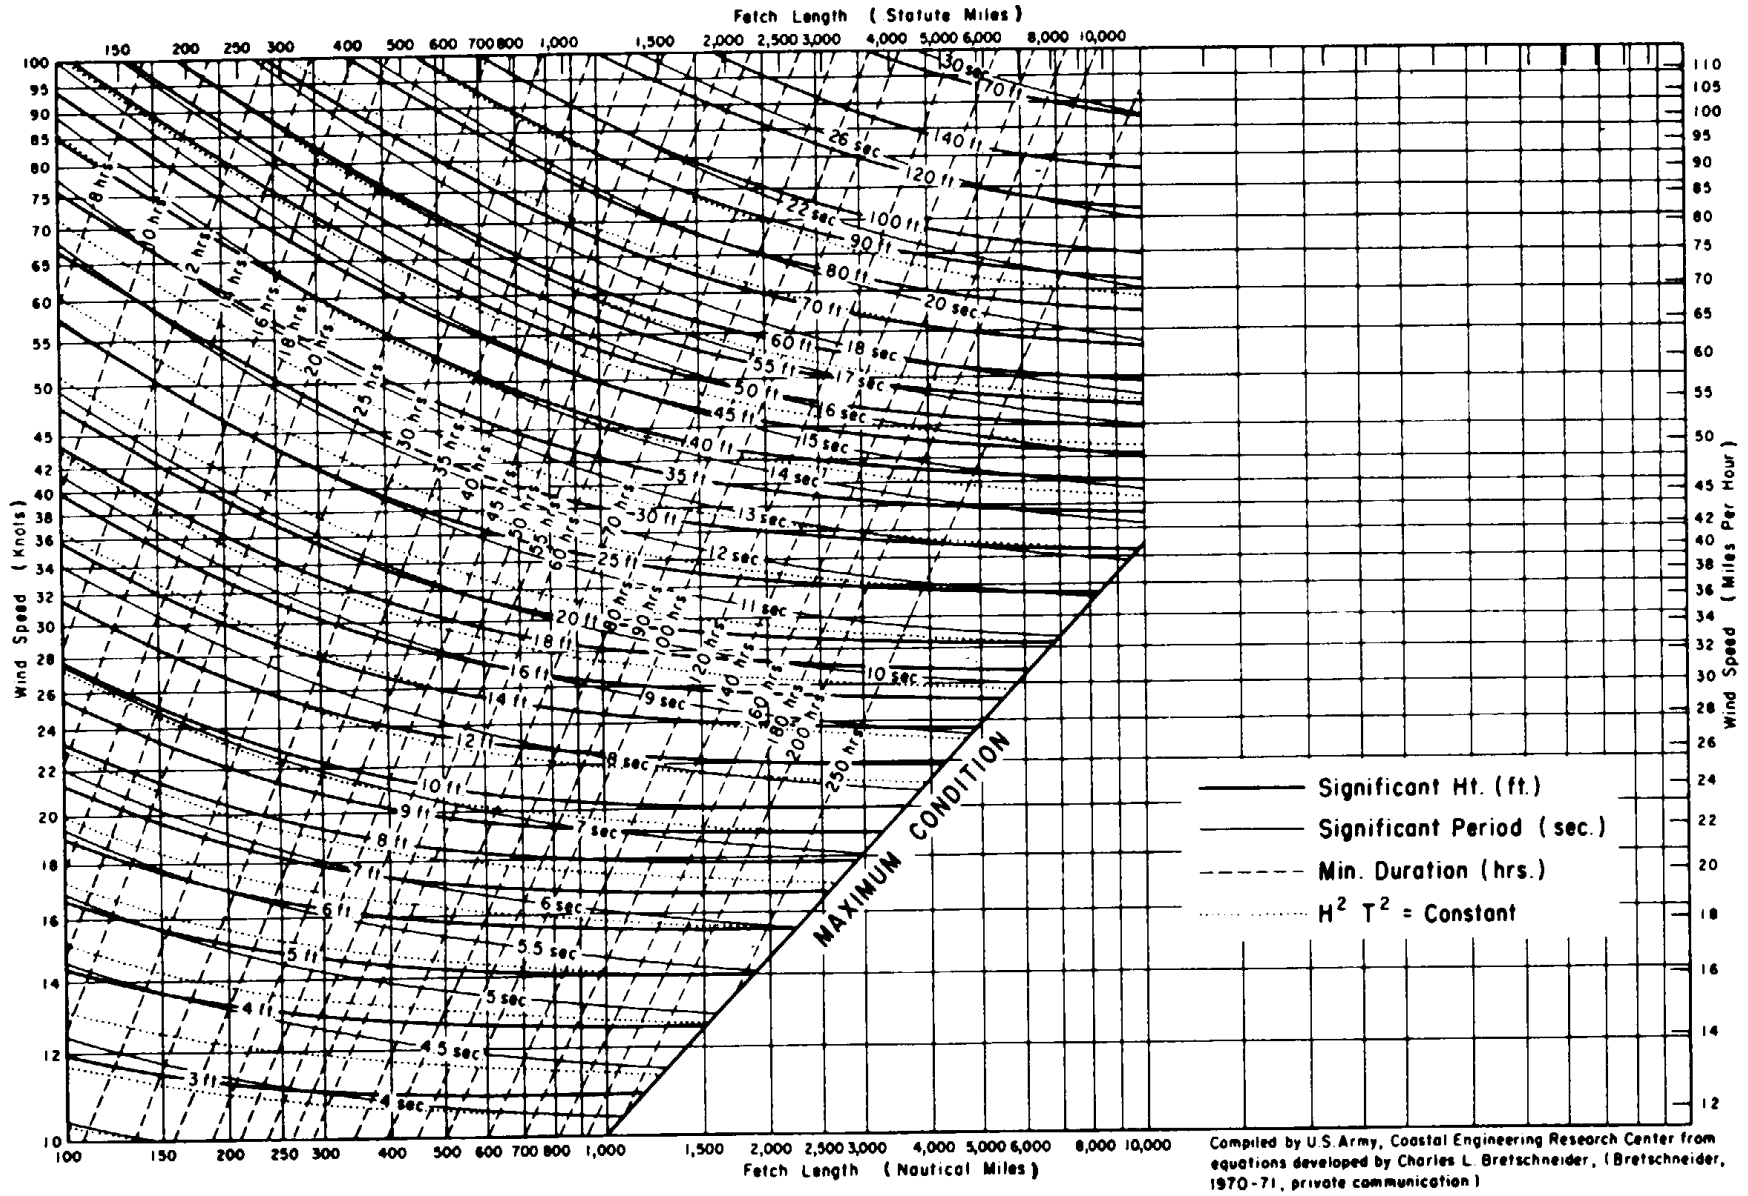 Fetch Length ( Statute Miles )
150 200 250 300 400 500 600 700 800 1,000 1,500 2,000 2,500 3,000 4,000 5,000 6,000 8,000 10,000
100
95
90
85
80
75
70
65
60
55
50
45
42
40
38
36
34
32
30
28
26
24
22
20
18
16
14
12
10
Wind Speed (Knots)
110
105
100
95
90
85
80
75
70
65
60
55
50
45
42
40
38
36
34
32
30
28
26
24
22
20
18
16
14
12
Wind Speed (Miles Per Hour)
30 sec
70 ft
140 ft
26 sec
120 ft
22 sec
100 ft
90 ft
80 ft
20 sec.
70 ft
60 ft
18 sec
55 ft
17 sec
50 ft
16 sec
45 ft
15 sec
40 ft
14 sec
35 ft
13 sec
30 ft
12 sec
25 ft
11 sec
20 ft
18 ft
10 sec
16 ft
9 sec
14 ft
12 ft
8 sec
10 ft
9 ft
7 sec
8 ft
7 ft
6 sec
6 ft
5.5 sec
5 ft
5 sec
4 ft
4.5 sec
3 ft
4 sec
8 hrs
10 hrs
12 hrs
14 hrs
16 hrs
18 hrs
20 hrs
25 hrs
30 hrs
35 hrs
40 hrs
45 hrs
50 hrs
55 hrs
60 hrs
70 hrs
80 hrs
90 hrs
100 hrs
120 hrs
140 hrs
160 hrs
180 hrs
200 hrs
250 hrs
MAXIMUM CONDITION
Significant Ht. (ft.)
Significant Period (sec.)
Min. Duration (hrs.)
H² T² = Constant
100 150 200 250 300 400 500 600 700 800 1,000 1,500 2,000 2,500 3,000 4,000 5,000 6,000 8,000 10,000
Fetch Length (Nautical Miles)
Compiled by U.S. Army, Coastal Engineering Research Center from
equations developed by Charles L. Bretschneider, (Bretschneider,
1970-71, private communication)